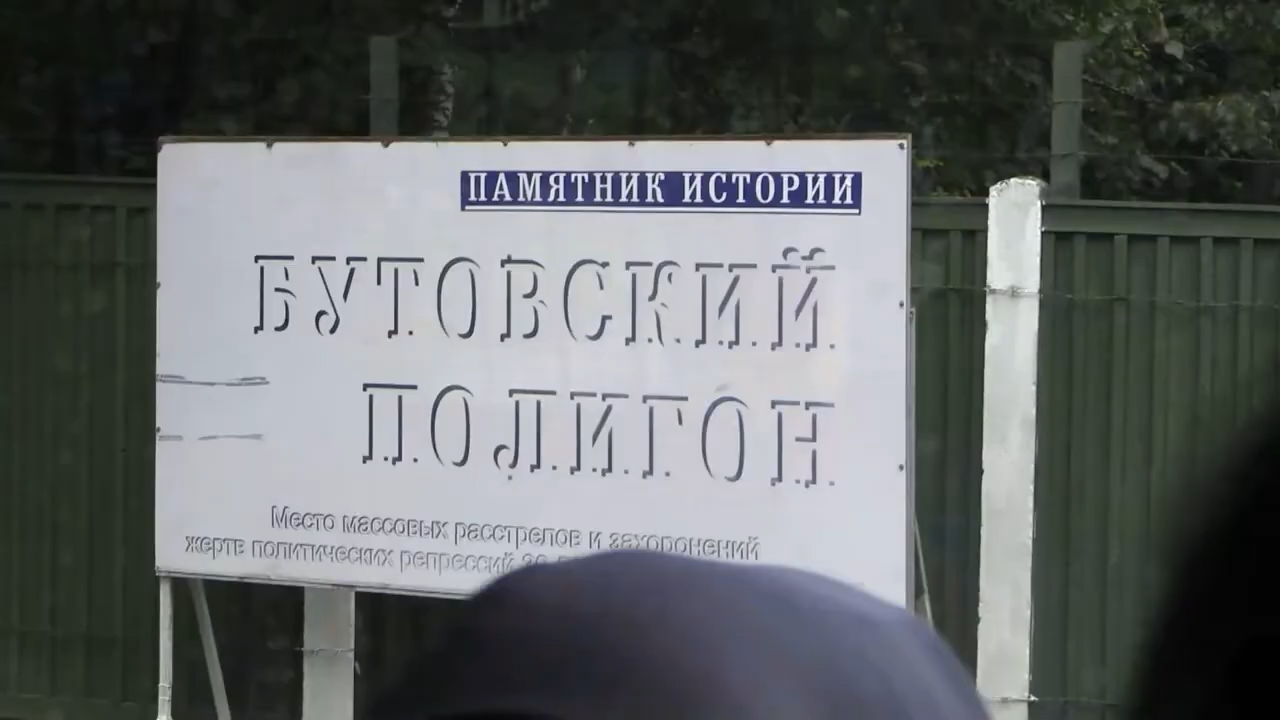 ПАМЯТНИК ИСТОРИИ
БУТОВСКИЙ
ПОЛИГОН
Место массовых расстрелов и захоронений
жертв политических репрессий